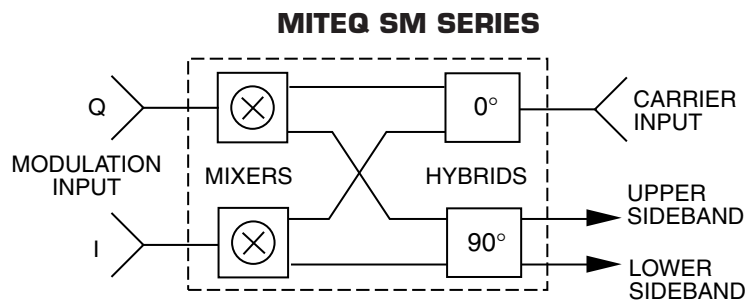 MITEQ SM SERIES
Q
0°
CARRIER
INPUT
MODULATION
INPUT
MIXERS
HYBRIDS
UPPER
SIDEBAND
I
90°
LOWER
SIDEBAND